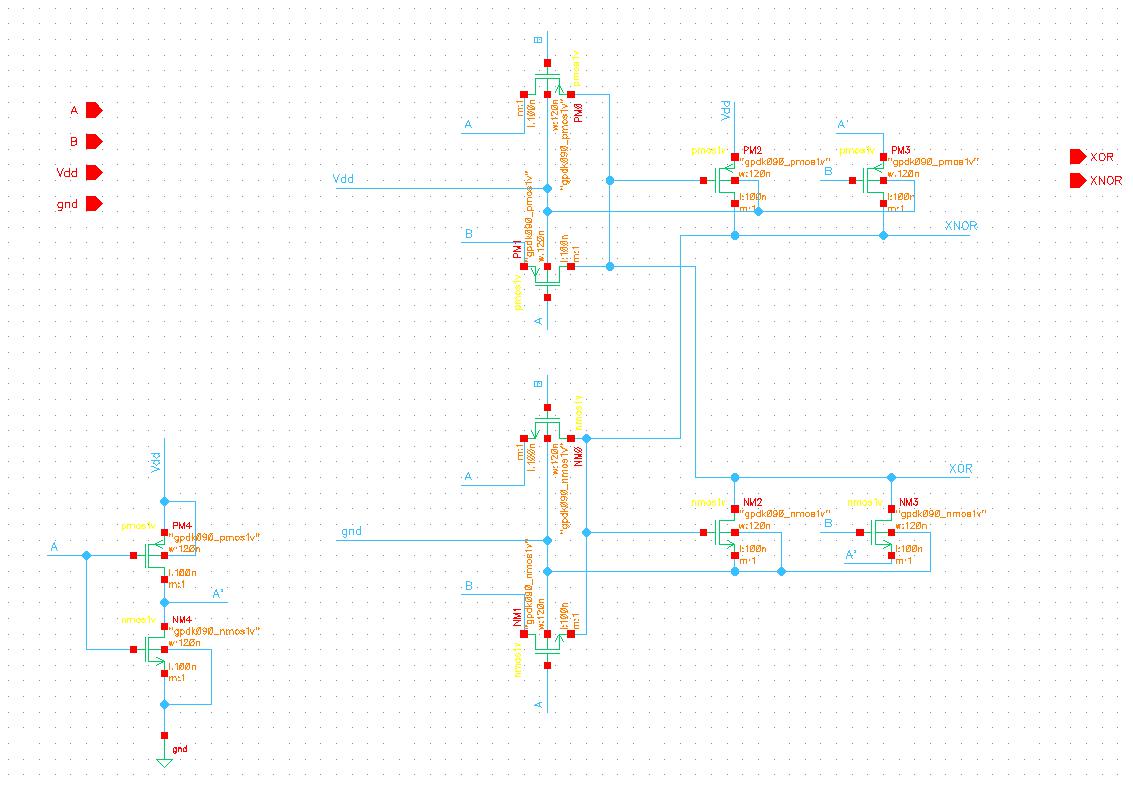 A
B
Vdd
gnd
XOR
XNOR
B
pmos1v
m:1
l:100n
w:120n
"gpdk090_pmos1v"
PM0
A
Vdd
B
PM1
"gpdk090_pmos1v"
w:120n
l:100n
m:1
pmos1v
A
Vdd
pmos1v
PM2
"gpdk090_pmos1v"
w:120n
l:100n
m:1
A'
pmos1v
PM3
"gpdk090_pmos1v"
B
w:120n
l:100n
m:1
XNOR
B
nmos1v
m:1
l:100n
w:120n
"gpdk090_nmos1v"
NM0
A
gnd
B
NM1
"gpdk090_nmos1v"
w:120n
l:100n
m:1
nmos1v
A
XOR
nmos1v
NM2
"gpdk090_nmos1v"
w:120n
l:100n
m:1
nmos1v
NM3
"gpdk090_nmos1v"
B
w:120n
l:100n
m:1
A'
Vdd
pmos1v
PM4
"gpdk090_pmos1v"
w:120n
A
l:100n
m:1
A'
nmos1v
NM4
"gpdk090_nmos1v"
w:120n
l:100n
m:1
gnd